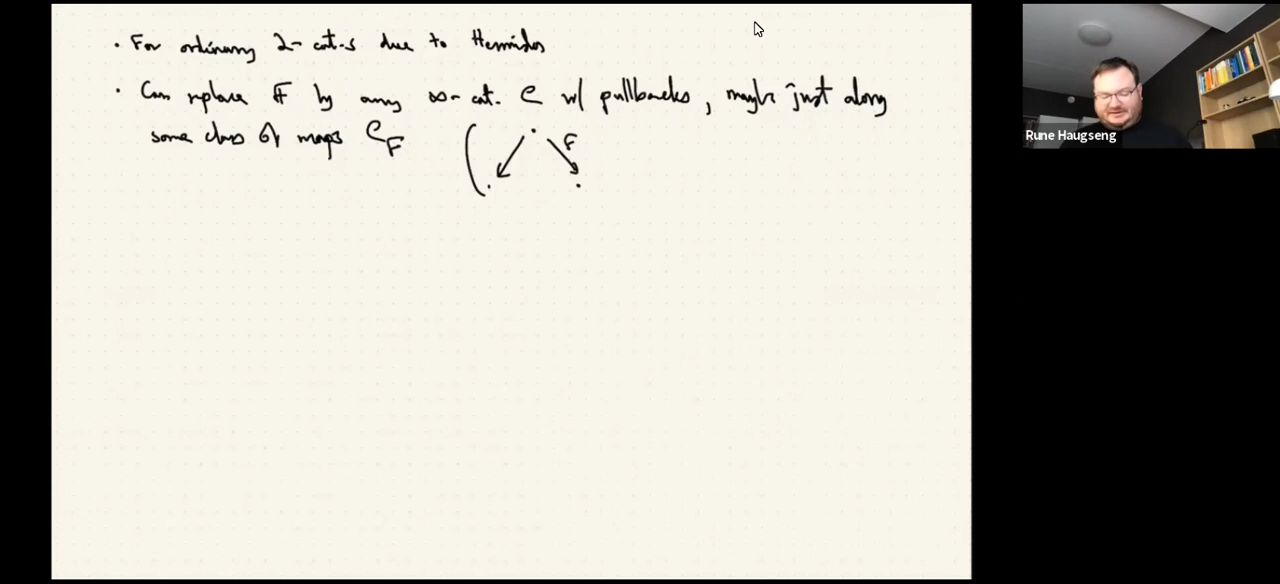 · For ordinary 2-cat.s due to Hermida
· Can replace 𝔽 by any ∞-cat. C w/ pullbacks, maybe just along
some class of maps C_F ( F
Rune Haugseng